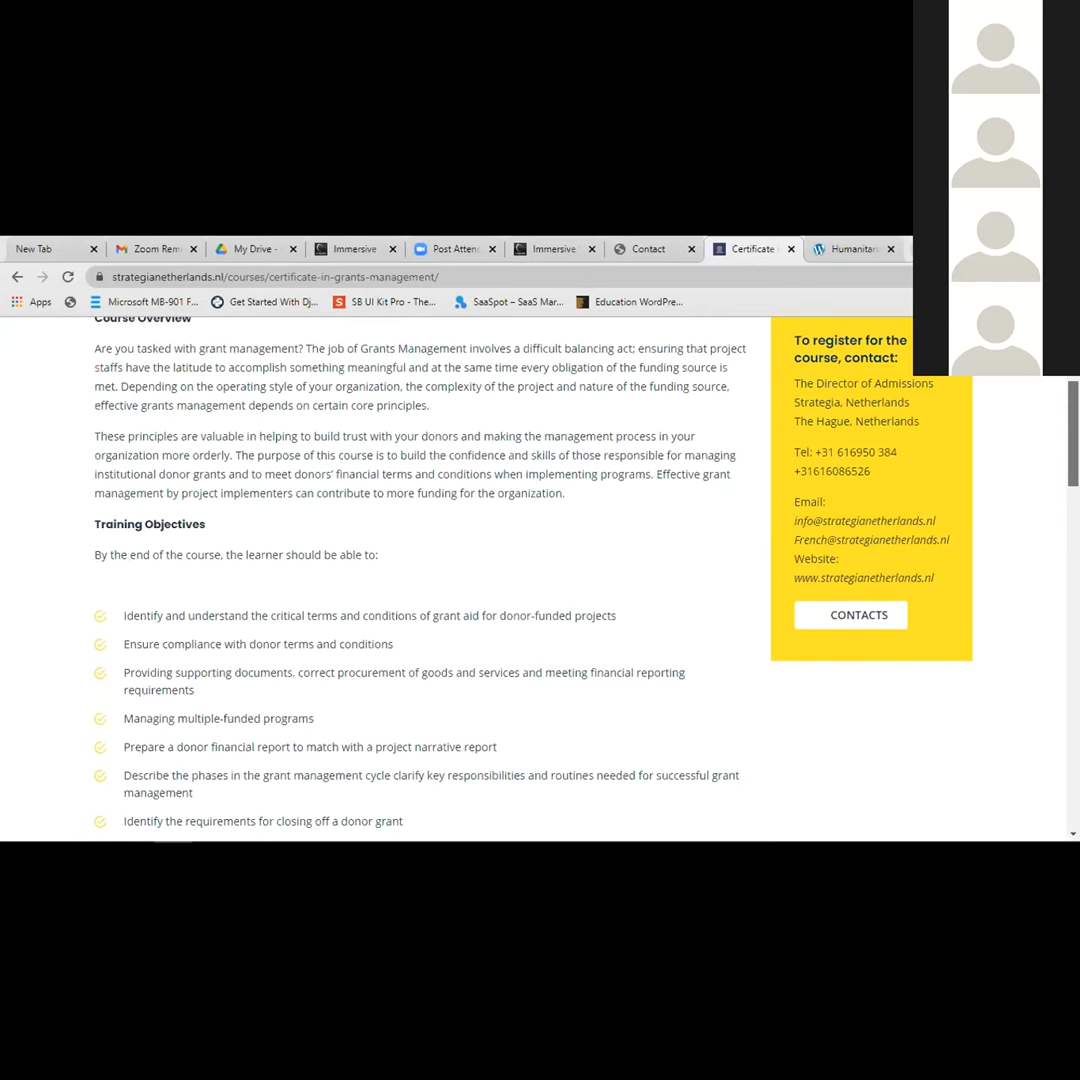 New Tab
Zoom Rem
My Drive -
Immersive
Post Attend
Immersive
Contact
Certificate
Humanitar
strategianetherlands.nl/courses/certificate-in-grants-management/
Apps
Microsoft MB-901 F...
Get Started With Dj...
SB UI Kit Pro - The...
SaaSpot – SaaS Mar...
Education WordPre...
Course Overview
Are you tasked with grant management? The job of Grants Management involves a difficult balancing act; ensuring that project
staffs have the latitude to accomplish something meaningful and at the same time every obligation of the funding source is
met. Depending on the operating style of your organization, the complexity of the project and nature of the funding source,
effective grants management depends on certain core principles.
These principles are valuable in helping to build trust with your donors and making the management process in your
organization more orderly. The purpose of this course is to build the confidence and skills of those responsible for managing
institutional donor grants and to meet donors' financial terms and conditions when implementing programs. Effective grant
management by project implementers can contribute to more funding for the organization.
Training Objectives
By the end of the course, the learner should be able to:
Identify and understand the critical terms and conditions of grant aid for donor-funded projects
Ensure compliance with donor terms and conditions
Providing supporting documents. correct procurement of goods and services and meeting financial reporting
requirements
Managing multiple-funded programs
Prepare a donor financial report to match with a project narrative report
Describe the phases in the grant management cycle clarify key responsibilities and routines needed for successful grant
management
Identify the requirements for closing off a donor grant
To register for the
course, contact:
The Director of Admissions
Strategia, Netherlands
The Hague, Netherlands
Tel: +31 616950 384
+31616086526
Email:
info@strategianetherlands.nl
French@strategianetherlands.nl
Website:
www.strategianetherlands.nl
CONTACTS